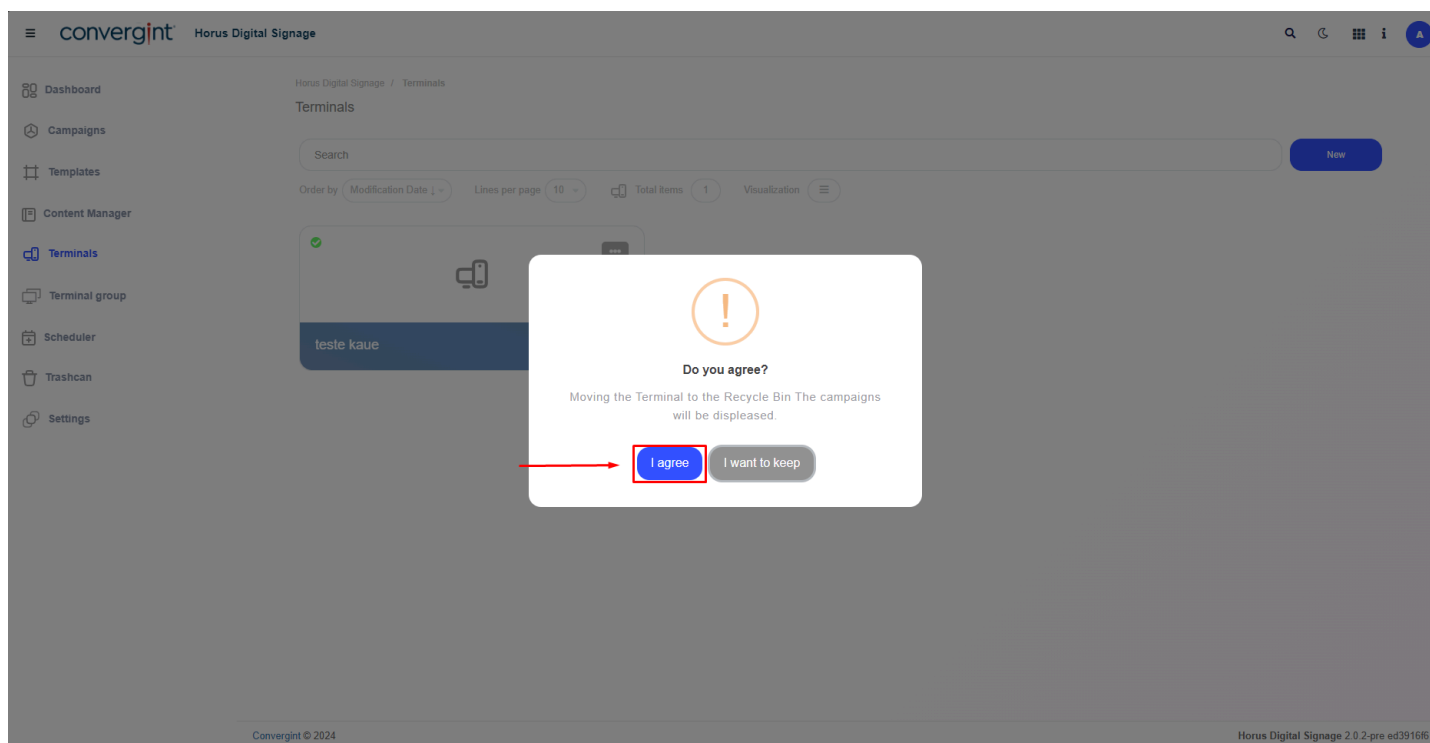 convergint Horus Digital Signage
A
Dashboard
Campaigns
Templates
Content Manager
Terminals
Terminal group
Scheduler
Trashcan
Settings
Horus Digital Signage / Terminals
Terminals
Search
New
Order by Modification Date ↓ Lines per page 10 Total items 1 Visualization
teste kaue
!
Do you agree?
Moving the Terminal to the Recycle Bin The campaigns
will be displeased.
I agree I want to keep
Convergint © 2024
Horus Digital Signage 2.0.2-pre ed3916f6